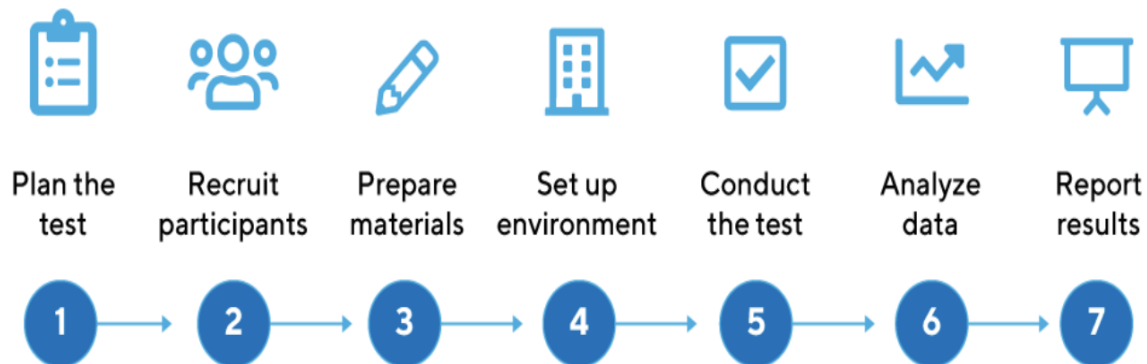 Plan the
test
Recruit
participants
Prepare
materials
Set up
environment
Conduct
the test
Analyze
data
Report
results
1
2
3
4
5
6
7